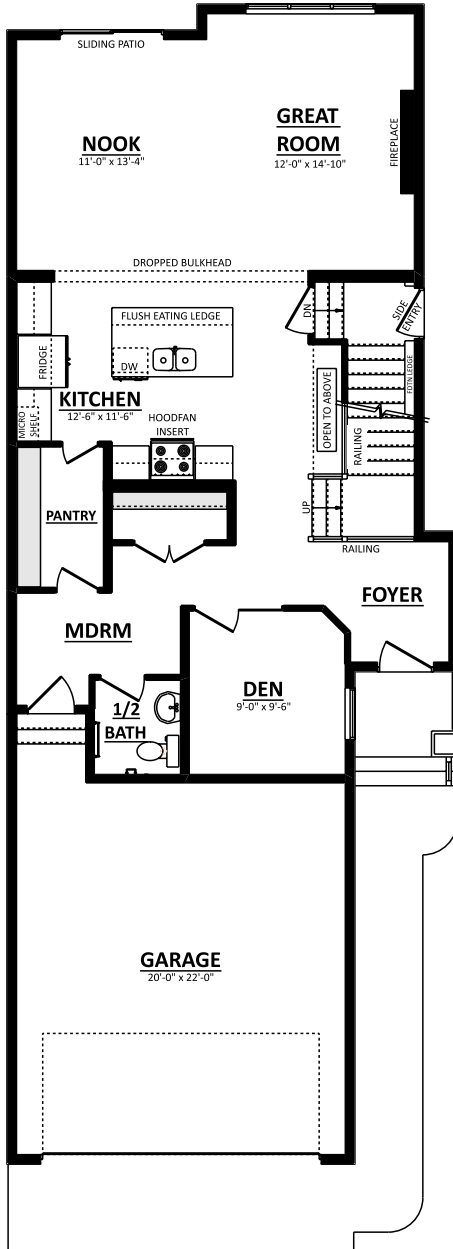 SLIDING PATIO
NOOK
11'-0" x 13'-4"
GREAT
ROOM
12'-0" x 14'-10"
FIREPLACE
DROPPED BULKHEAD
FLUSH EATING LEDGE
DN
SIDE
ENTRY
FRIDGE
DW
FDTN LEDGE
KITCHEN
12'-6" x 11'-6"
MICRO
SHELF
HOODFAN
INSERT
OPEN TO ABOVE
RAILING
PANTRY
UP
RAILING
FOYER
MDRM
DEN
9'-0" x 9'-6"
1/2
BATH
GARAGE
20'-0" x 22'-0"